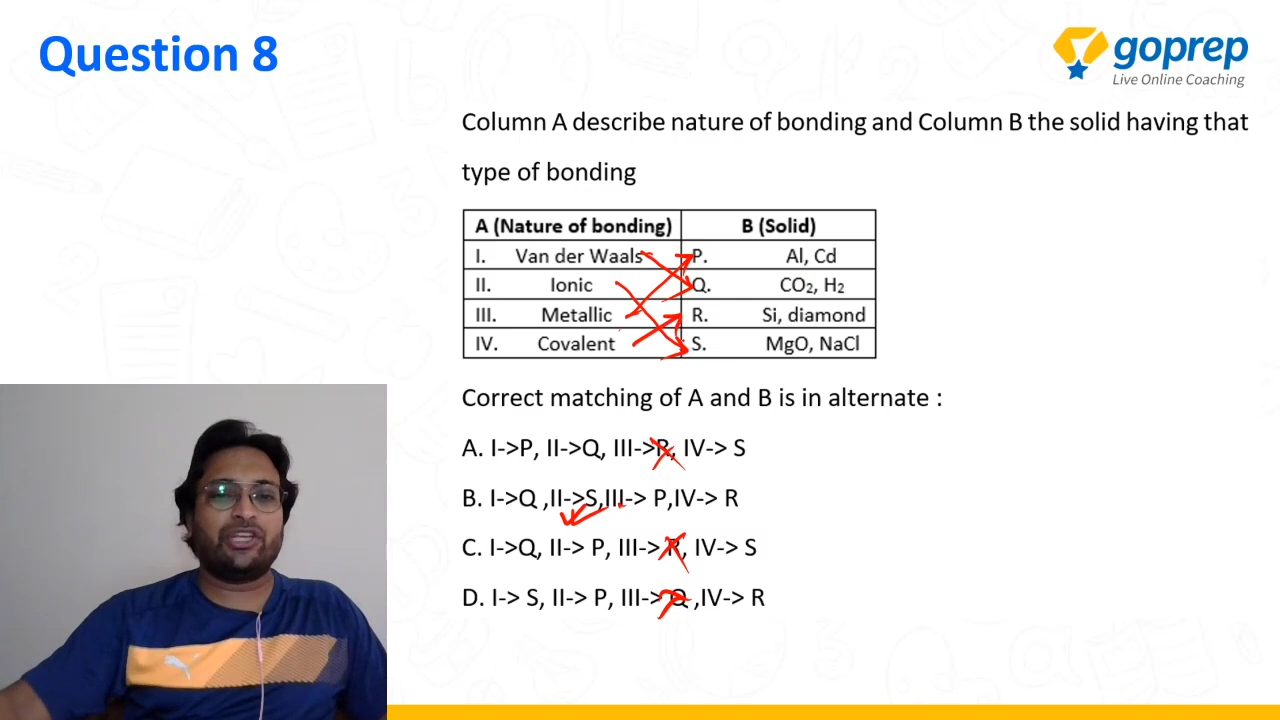 Question 8
goprep
Live Online Coaching
Column A describe nature of bonding and Column B the solid having that
type of bonding
A (Nature of bonding) B (Solid)
I. Van der Waals P. Al, Cd
II. Ionic Q. CO₂, H₂
III. Metallic R. Si, diamond
IV. Covalent S. MgO, NaCl
Correct matching of A and B is in alternate :
A. I->P, II->Q, III->R, IV-> S
B. I->Q ,II->S,III-> P,IV-> R
C. I->Q, II-> P, III-> R, IV-> S
D. I-> S, II-> P, III-> Q ,IV-> R